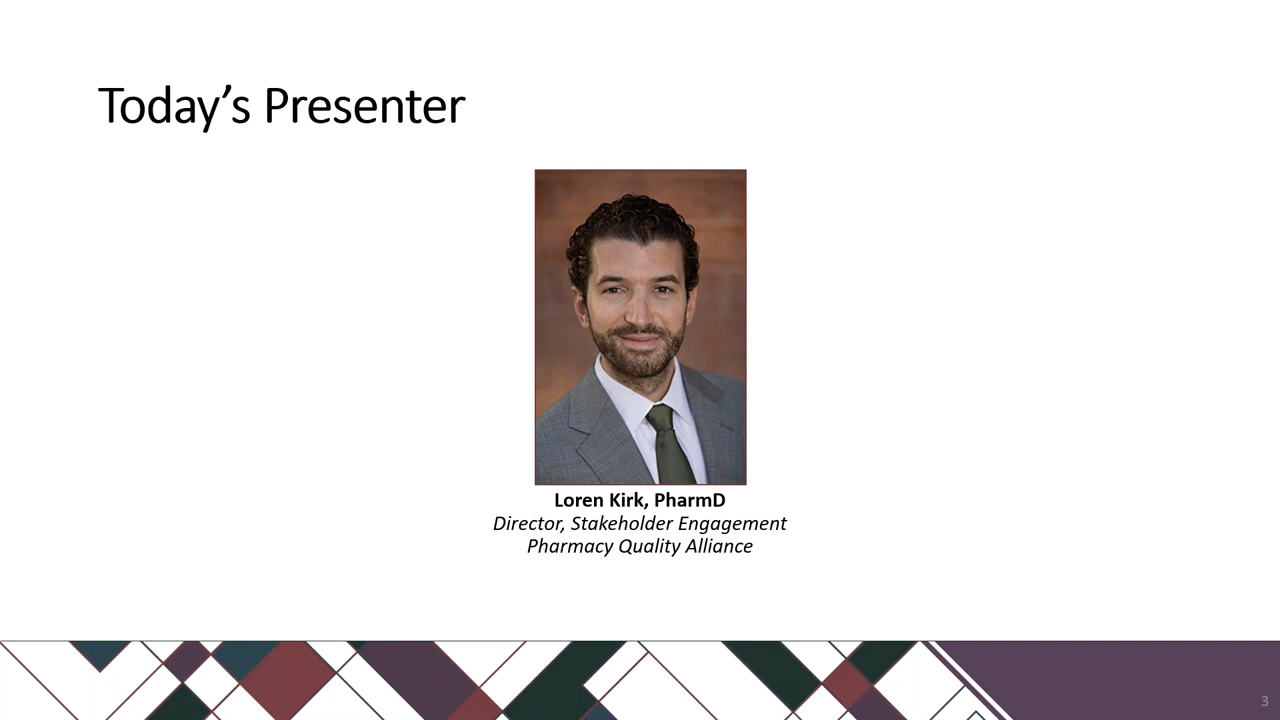 Today’s Presenter
Loren Kirk, PharmD
Director, Stakeholder Engagement
Pharmacy Quality Alliance
3